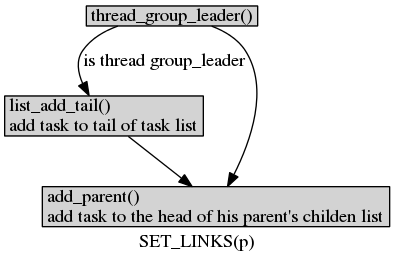 thread_group_leader()
is thread group_leader
list_add_tail()
add task to tail of task list
add_parent()
add task to the head of his parent's childen list
SET_LINKS(p)